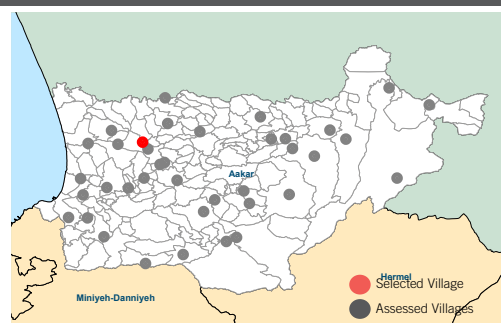 Aakar
Hermel
Selected Village
Miniyeh-Danniyeh
Assessed Villages